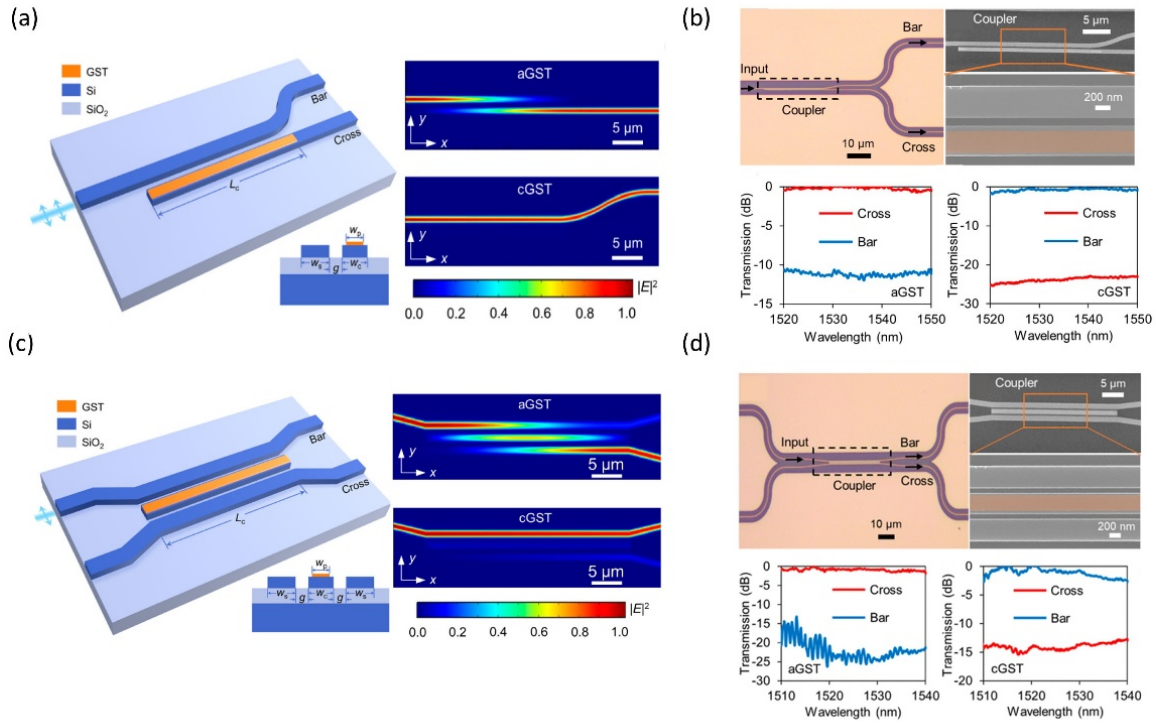 (a)
GST
Si
SiO2
Bar
Cross
Lc
wp
ws
g
wc
aGST
y
x
5 μm
cGST
5 μm
|E|²
0.0 0.2 0.4 0.6 0.8 1.0
(b)
Bar
Input
Coupler
Cross
10 μm
Coupler
5 μm
200 nm
0
-5
-10
-15
Transmission (dB)
Cross
Bar
aGST
1520 1530 1540 1550
Wavelength (nm)
0
-10
-20
-30
Transmission (dB)
Cross
Bar
cGST
1520 1530 1540 1550
Wavelength (nm)
(c)
GST
Si
SiO2
Bar
Cross
Lc
wp
ws
g
wc
g
ws
aGST
y
x
5 μm
cGST
5 μm
|E|²
0.0 0.2 0.4 0.6 0.8 1.0
(d)
Input
Bar
Coupler
Cross
10 μm
Coupler
5 μm
200 nm
0
-5
-10
-15
-20
-25
-30
Transmission (dB)
Cross
Bar
aGST
1510 1520 1530 1540
Wavelength (nm)
0
-5
-10
-15
-20
Transmission (dB)
Cross
Bar
cGST
1510 1520 1530 1540
Wavelength (nm)